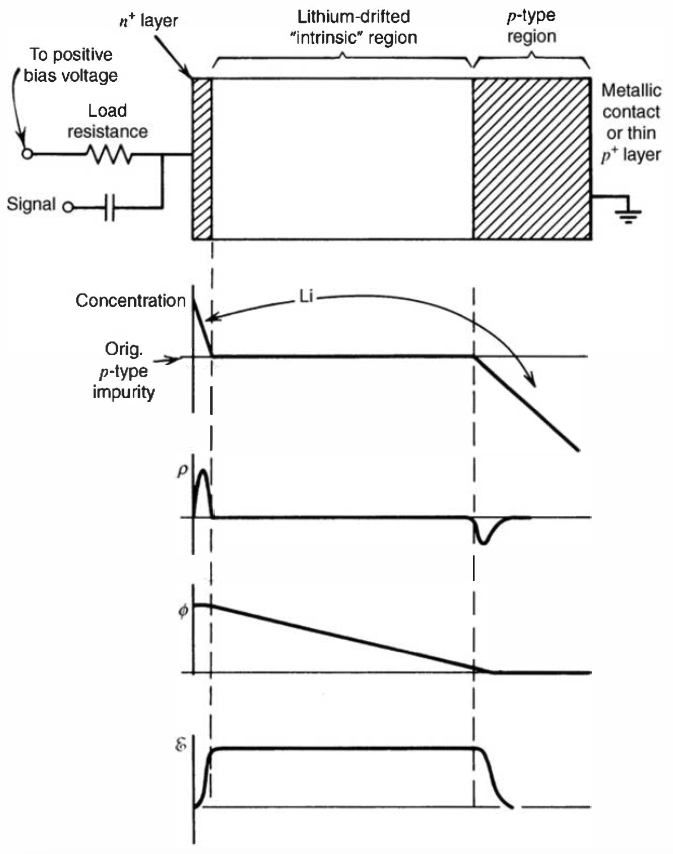 n+ layer
Lithium-drifted
"intrinsic" region
p-type
region
To positive
bias voltage
Load
resistance
Signal
Metallic
contact
or thin
p+ layer
Concentration
Li
Orig.
p-type
impurity
ρ
ϕ
ℰ